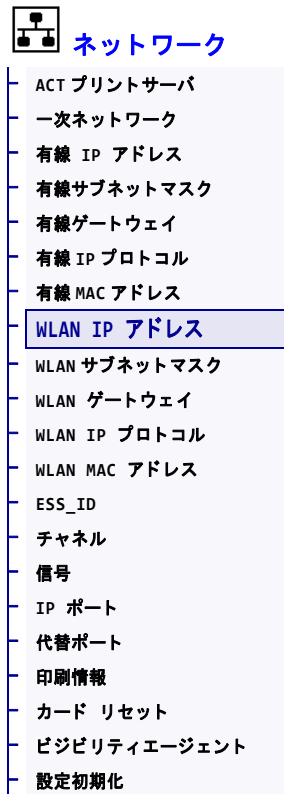 ネットワーク
ACT プリントサーバ
一次ネットワーク
有線 IP アドレス
有線サブネットマスク
有線ゲートウェイ
有線 IP プロトコル
有線 MAC アドレス
WLAN IP アドレス
WLAN サブネットマスク
WLAN ゲートウェイ
WLAN IP プロトコル
WLAN MAC アドレス
ESS_ID
チャネル
信号
IP ポート
代替ポート
印刷情報
カード リセット
ビジビリティエージェント
設定初期化